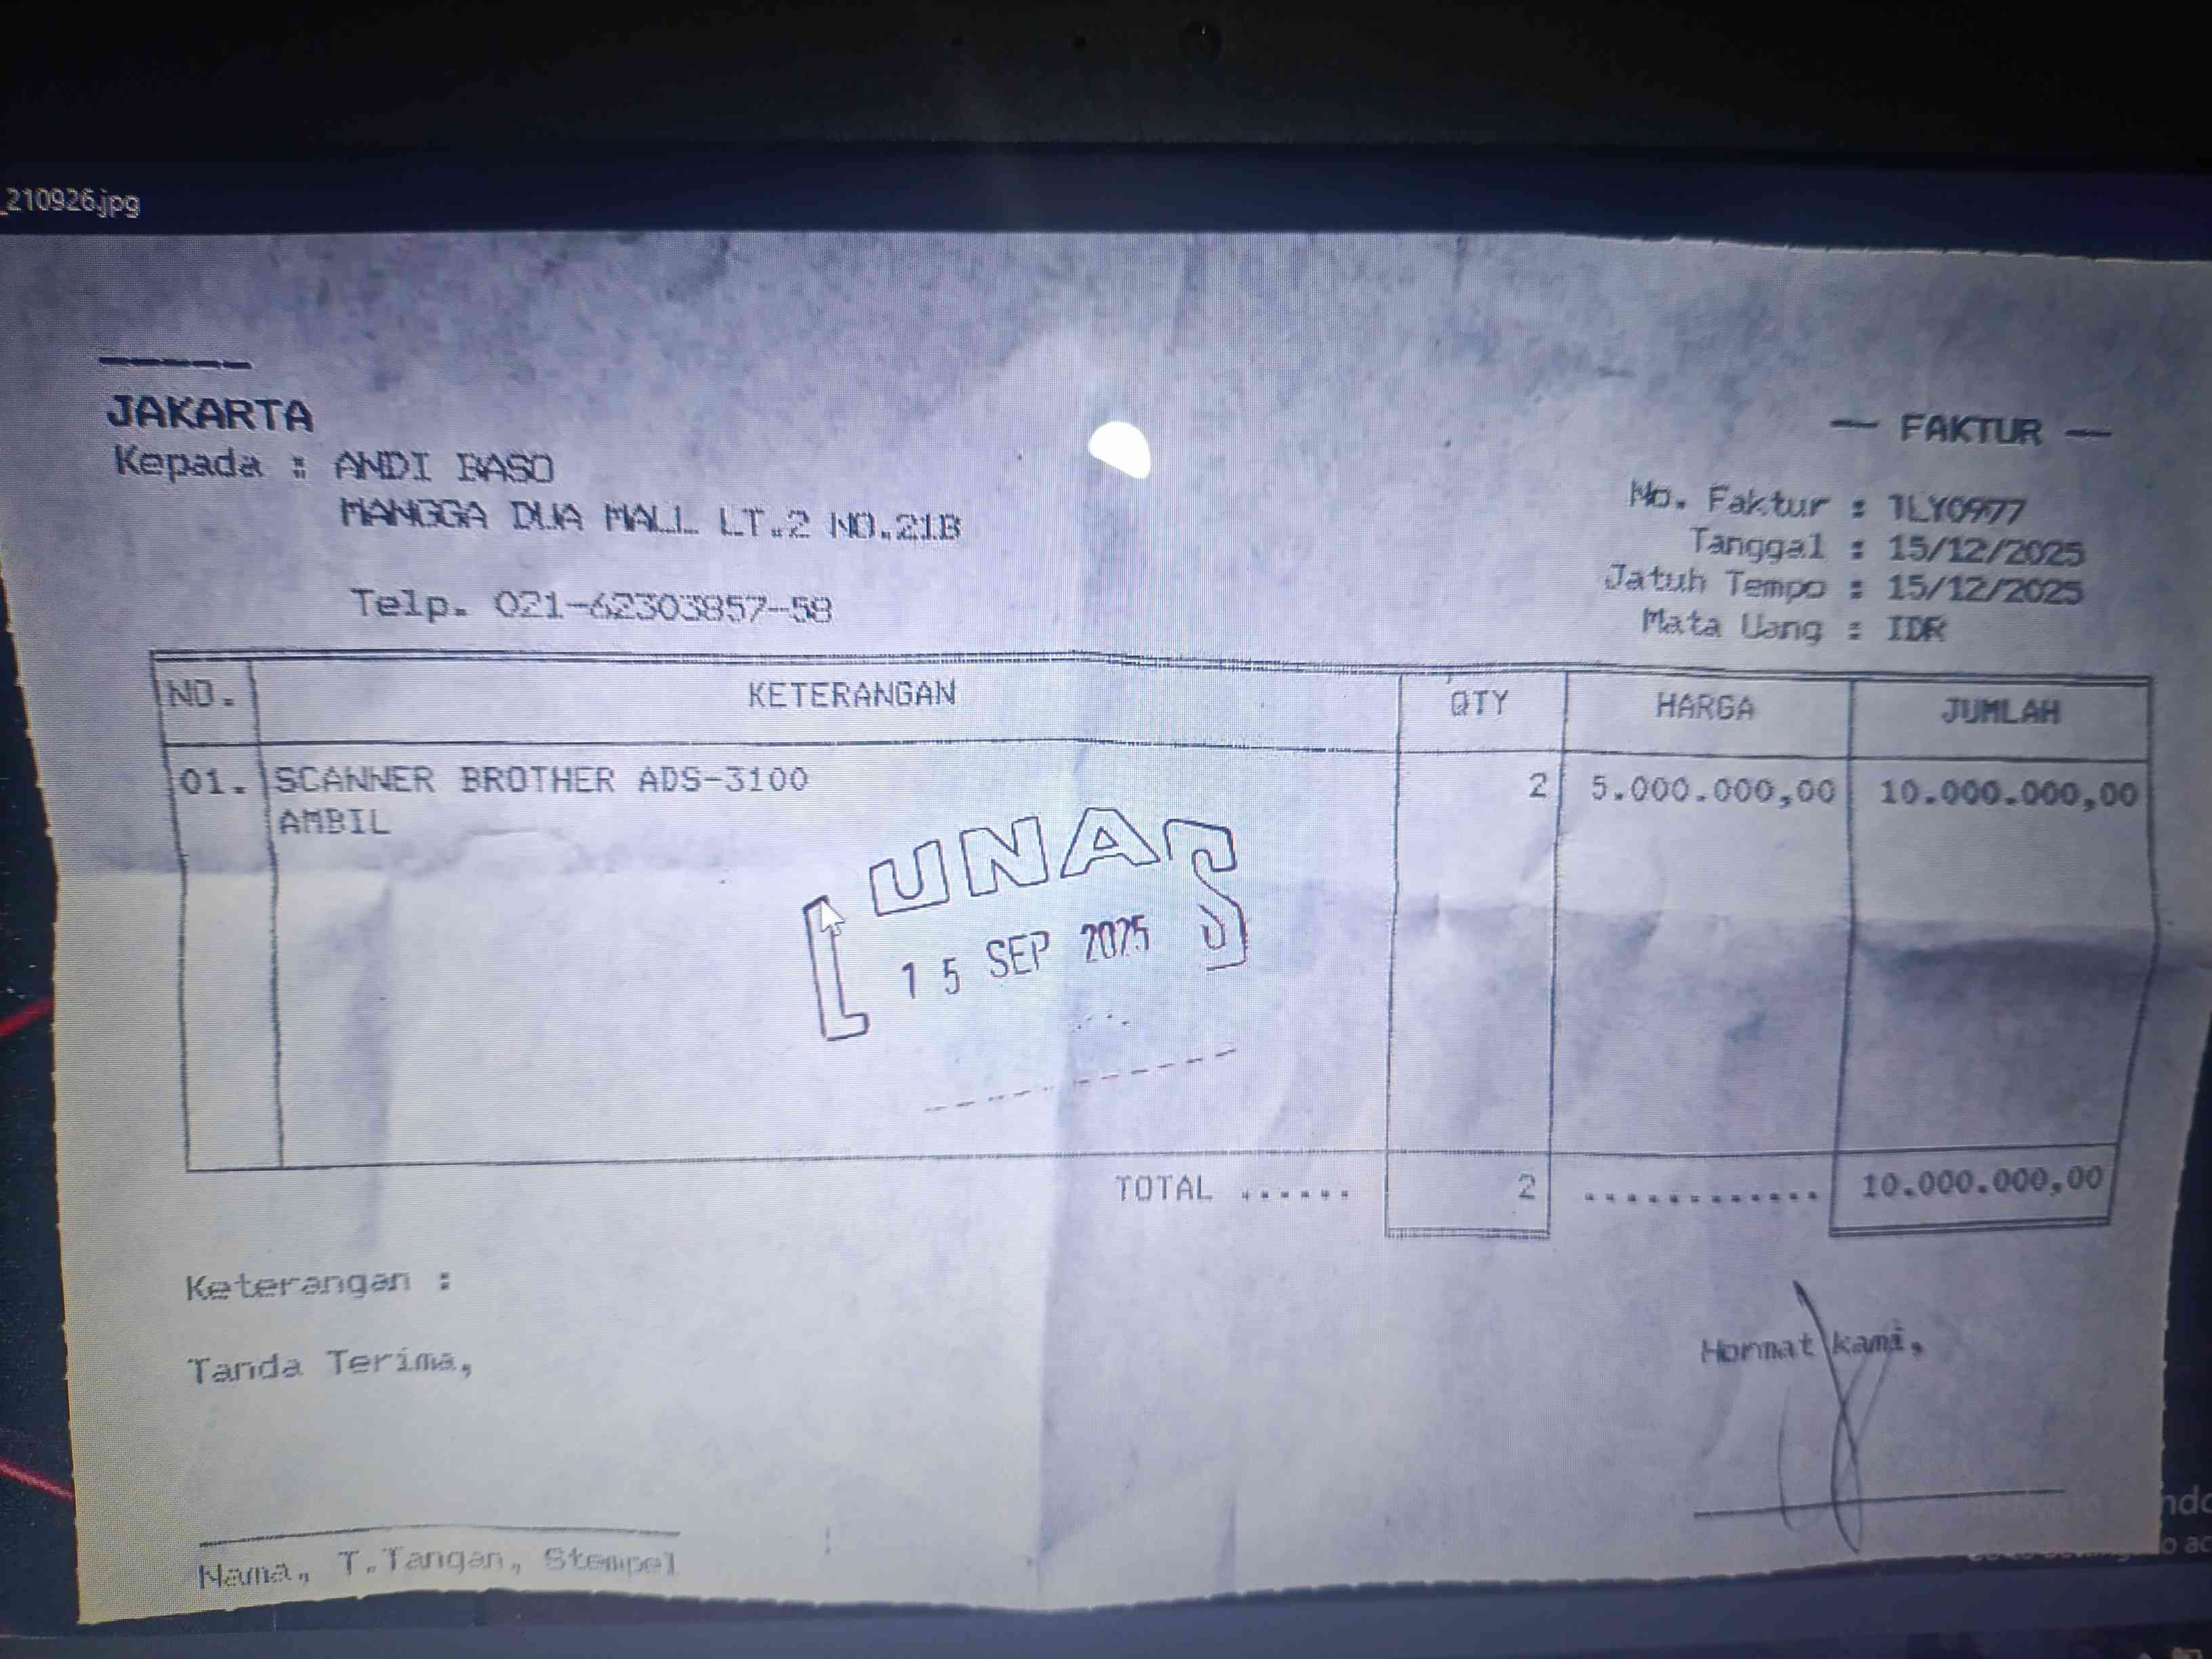 _210926.jpg
JAKARTA
Kepada : ANDI BASO
MANGGA DUA MALL LT.2 NO.21B
Telp. 021-62303857-58
— FAKTUR —
No. Faktur : TLY0977
Tanggal : 15/12/2025
Jatuh Tempo : 15/12/2025
Mata Uang : IDR
NO. KETERANGAN QTY HARGA JUMLAH
01. SCANNER BROTHER ADS-3100 2 5.000.000,00 10.000.000,00
AMBIL
LUNAS
15 SEP 2025
TOTAL ...... 2 ............ 10.000.000,00
Keterangan :
Tanda Terima,
Hormat kami,
Nama, T.Tangan, Stempel